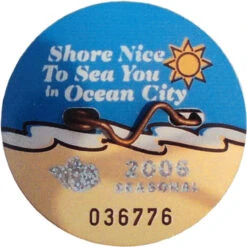 Shore Nice
To Sea You
in Ocean City
2006
SEASONAL
036776